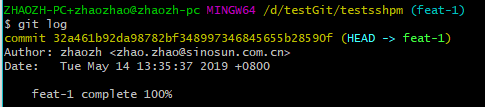 ZHAOZH-PC+zhaozhao@zhaozh-pc MINGW64 /d/testGit/testsshpm (feat-1)
$ git log
commit 32a461b92da98782bf348997346845655b28590f (HEAD -> feat-1)
Author: zhaozh <zhao.zhao@sinosun.com.cn>
Date:   Tue May 14 13:35:37 2019 +0800
    feat-1 complete 100%